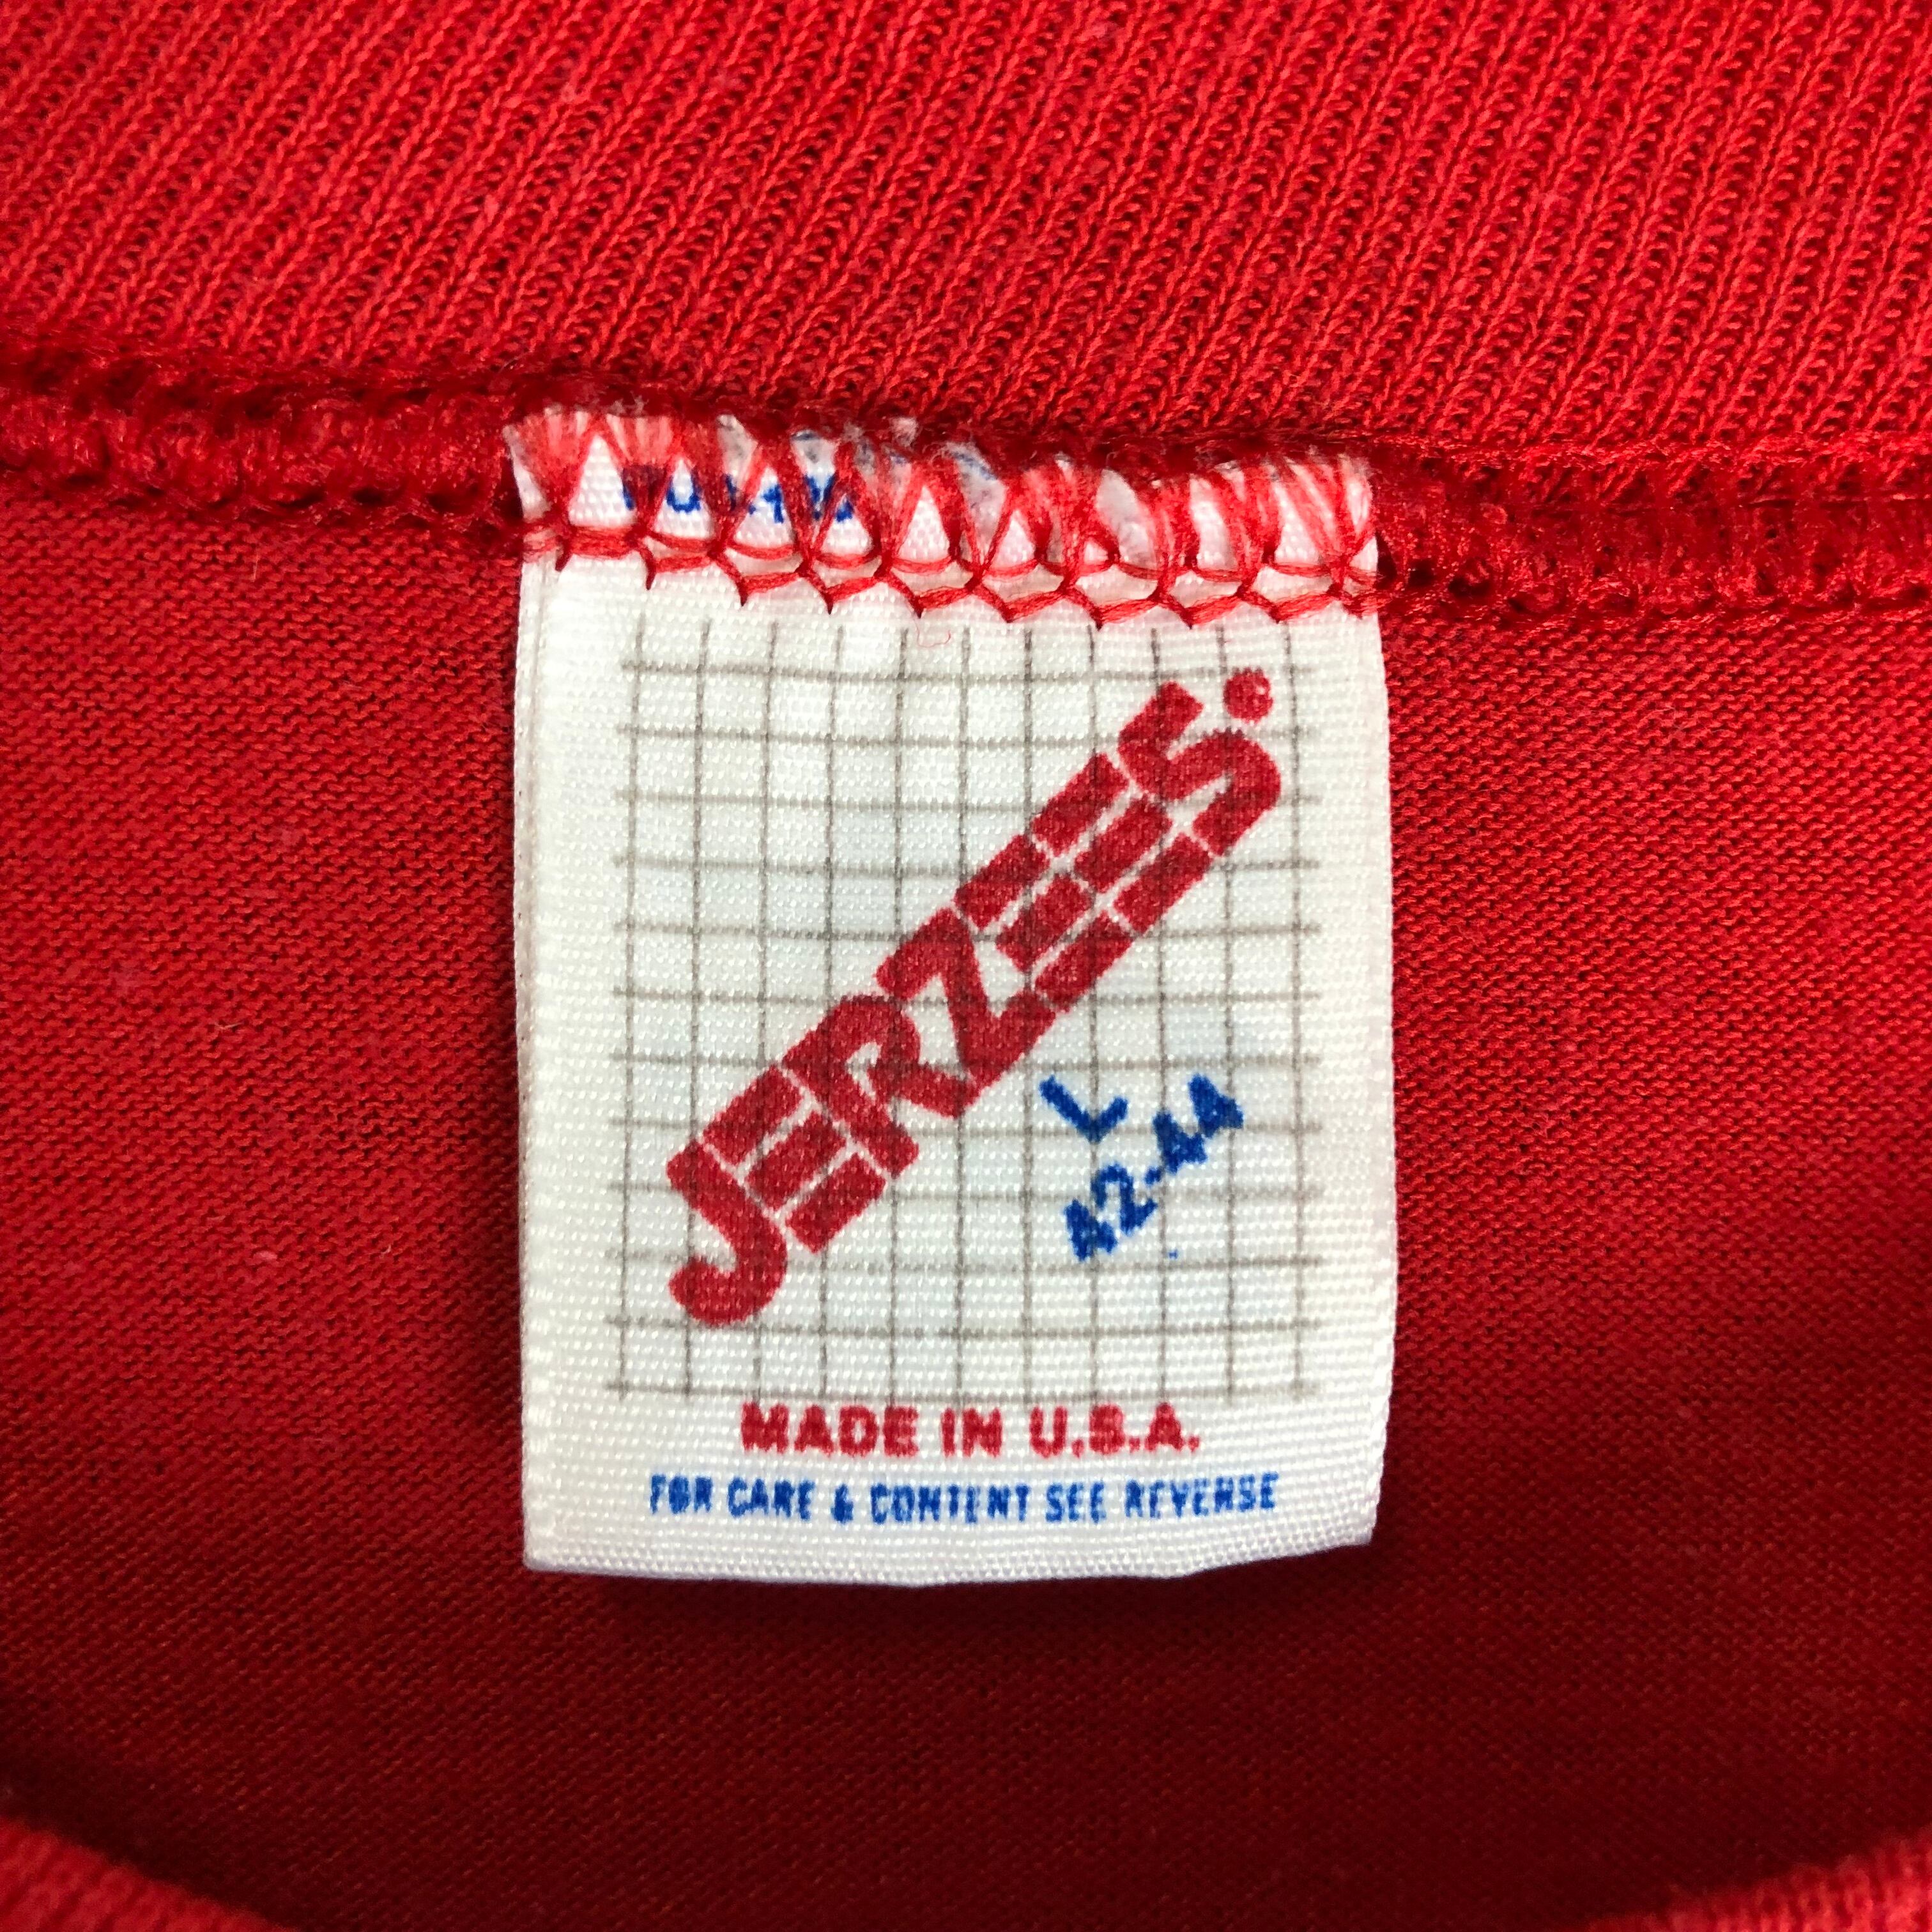 JERZEES.
L
42-44
MADE IN U.S.A.
FOR CARE & CONTENT SEE REVERSE